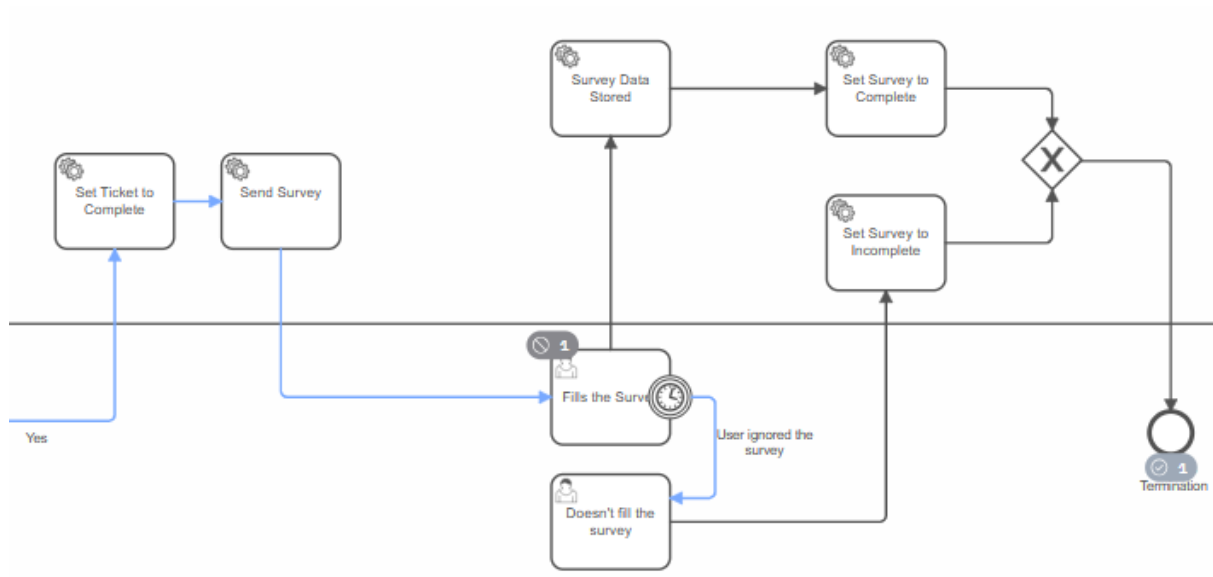 Survey Data
Stored
Set Survey to
Complete
Set Ticket to
Complete
Send Survey
X
Set Survey to
Incomplete
1
Fills the Surve
Yes
User ignored the
survey
1
Termination
Doesn't fill the
survey